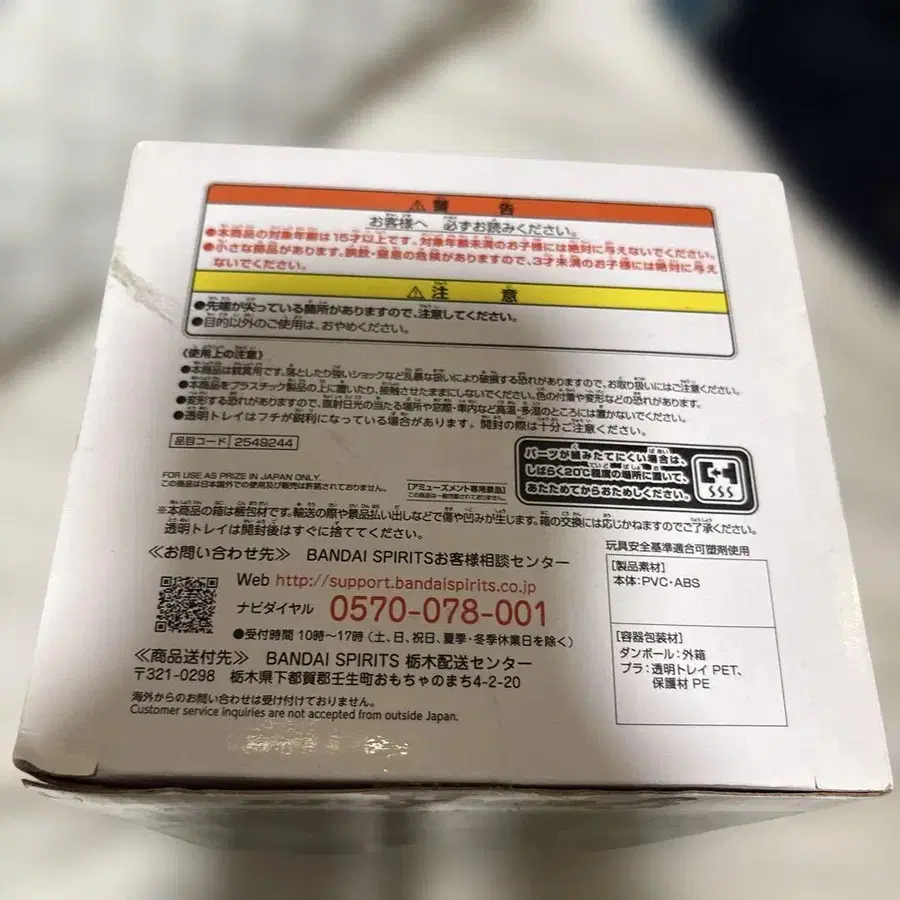 ⚠警　告
お客様へ　必ずお読みください。
●本商品の対象年齢は15才以上です。対象年齢未満のお子様には絶対に与えないでください。
●小さな部品があります。誤飲・窒息の危険がありますので、3才未満のお子様には絶対に与え
ないでください。
⚠注　意
●先端が尖っている箇所がありますので、注意してください。
●目的以外のご使用は、おやめください。
《使用上の注意》
●本商品は観賞用です。落としたり強いショックなど乱暴な扱いにより破損する恐れがありますので、お取り扱いにはご注意ください。
●本商品をプラスチック製品の上に置いたり、接触させたままにしないでください。色の付着や変形などの恐れがあります。
●変形する恐れがありますので、直射日光の当たる場所や窓際・車内など高温・多湿のところには置かないでください。
●透明トレイはフチが鋭利になっている場合があります。開封の際は十分ご注意ください。
品目コード 2549244
パーツが組みたてにくい場合は、
しばらく20℃程度の場所に置いて、
あたためてからおためしください。
FOR USE AS PRIZE IN JAPAN ONLY.
この商品は日本国外での使用及び販売は許諾されておりません。
[アミューズメント専用景品]
この商品は一般市販されておりません。
※本商品の箱は梱包材です。輸送の際や景品払い出しなどで傷や凹みが生じます。箱の交換には応じかねますのでご了承ください。
透明トレイは開封後はすぐに捨ててください。
≪お問い合わせ先≫ BANDAI SPIRITSお客様相談センター
Web http://support.bandaispirits.co.jp
ナビダイヤル 0570-078-001
●受付時間 10時〜17時（土、日、祝日、夏季・冬季休業日を除く）
≪商品送付先≫ BANDAI SPIRITS 栃木配送センター
〒321-0298 栃木県下都賀郡壬生町おもちゃのまち4-2-20
海外からのお問い合わせは受け付けておりません。
Customer service inquiries are not accepted from outside Japan.
玩具安全基準適合可塑剤使用
[製品素材]
本体：PVC・ABS
[容器包装材]
ダンボール：外箱
プラ：透明トレイ PET、
保護材 PE